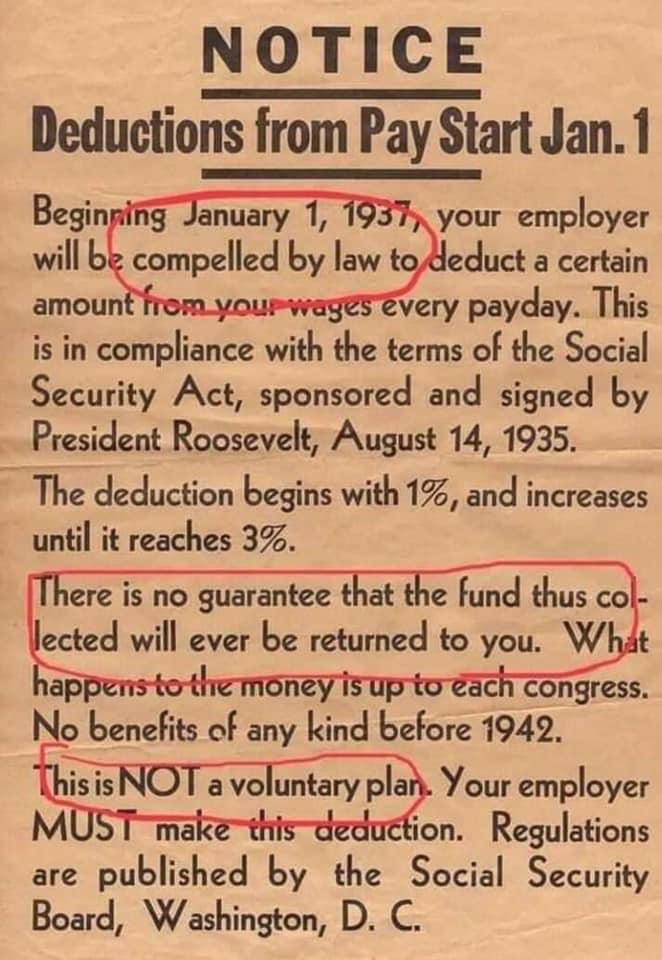 NOTICE
Deductions from Pay Start Jan. 1
Beginning January 1, 1937, your employer
will be compelled by law to deduct a certain
amount from your wages every payday. This
is in compliance with the terms of the Social
Security Act, sponsored and signed by
President Roosevelt, August 14, 1935.
The deduction begins with 1%, and increases
until it reaches 3%.
There is no guarantee that the fund thus col-
lected will ever be returned to you. What
happens to the money is up to each congress.
No benefits of any kind before 1942.
This is NOT a voluntary plan. Your employer
MUST make this deduction. Regulations
are published by the Social Security
Board, Washington, D. C.